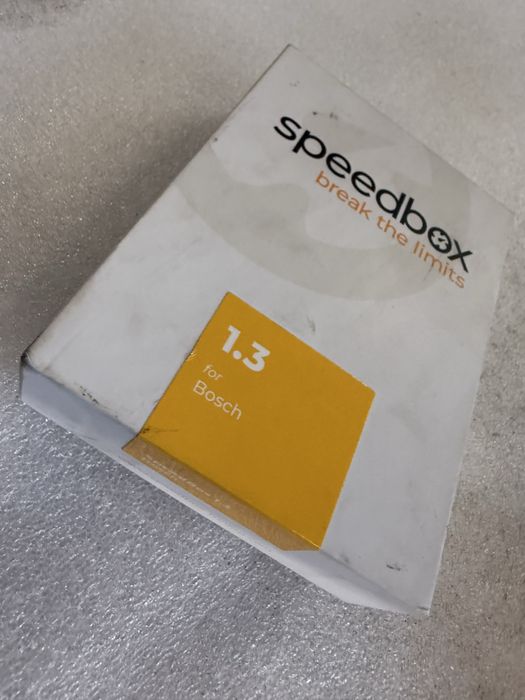 speedbox
break the limits
1.3
for
Bosch